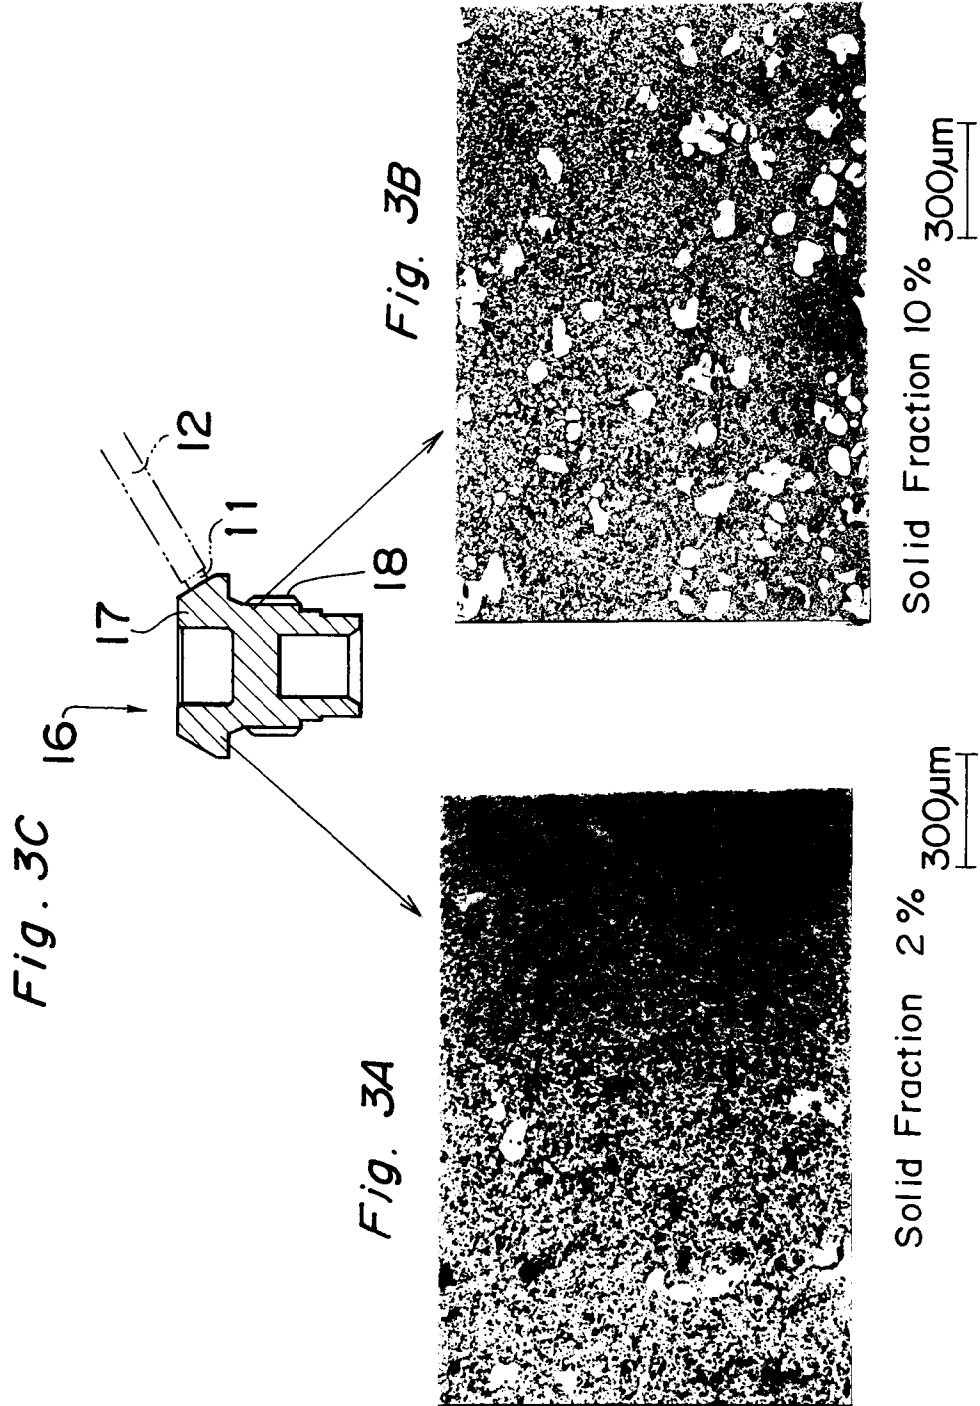 Fig. 3C
16
17
11
12
18
Fig. 3A
Fig. 3B
Solid Fraction 2%
300μm
Solid Fraction 10%
300μm